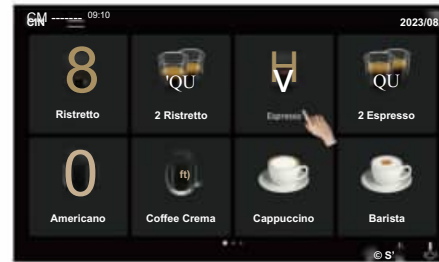 09:10
2023/08
8 'QU H V QU
Ristretto 2 Ristretto Espresso 2 Espresso
0 ft)
Americano Coffee Crema Cappuccino Barista
© S'